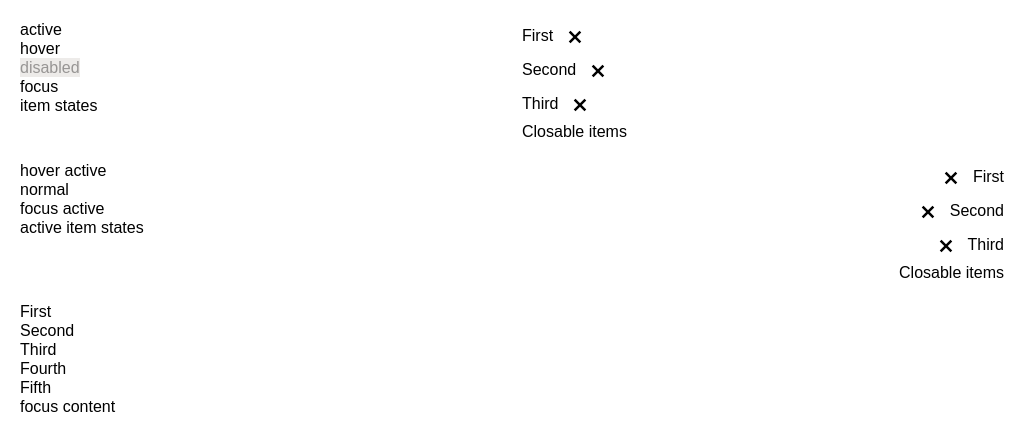 active
hover
disabled
focus
item states
First
Second
Third
Closable items
hover active
normal
focus active
active item states
First
Second
Third
Closable items
First
Second
Third
Fourth
Fifth
focus content